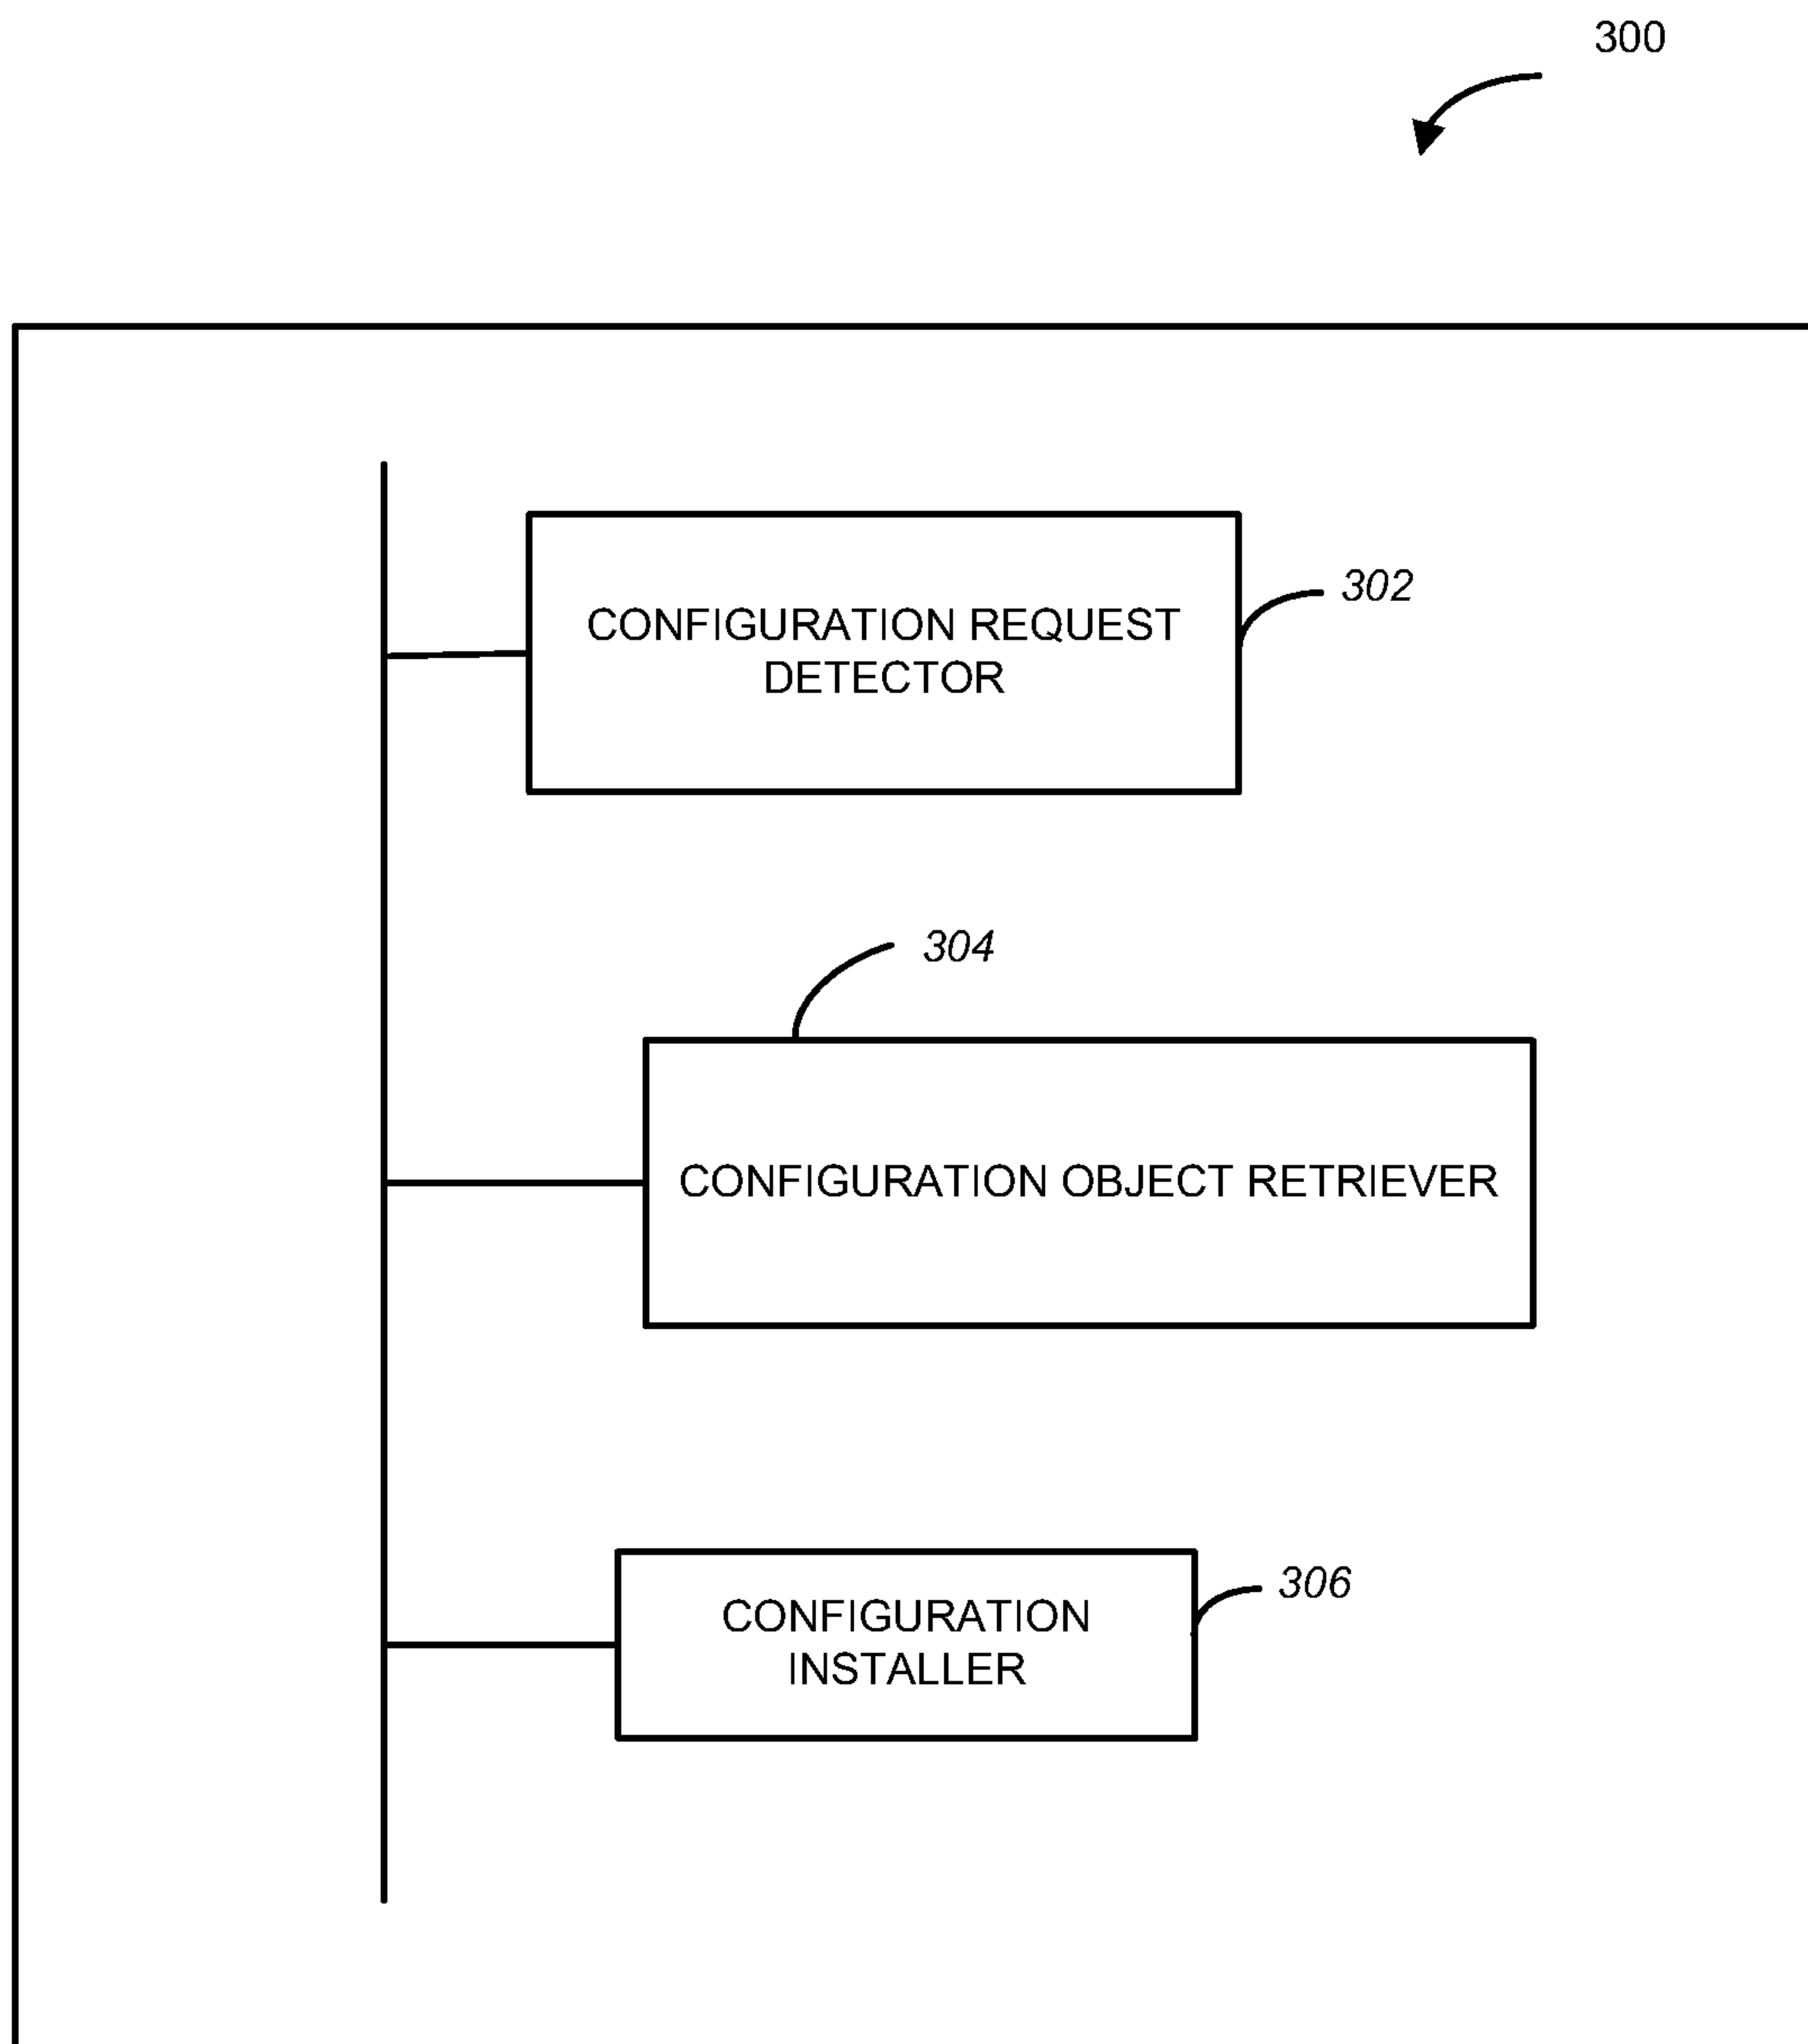 300
CONFIGURATION REQUEST
DETECTOR
302
304
CONFIGURATION OBJECT RETRIEVER
CONFIGURATION
INSTALLER
306